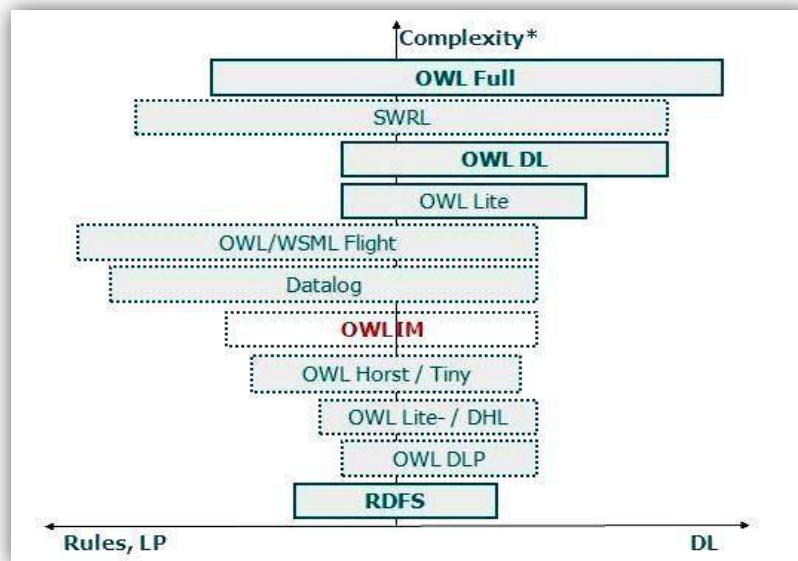 Complexity*
OWL Full
SWRL
OWL DL
OWL Lite
OWL/WSML Flight
Datalog
OWLIM
OWL Horst / Tiny
OWL Lite- / DHL
OWL DLP
RDFS
Rules, LP
DL